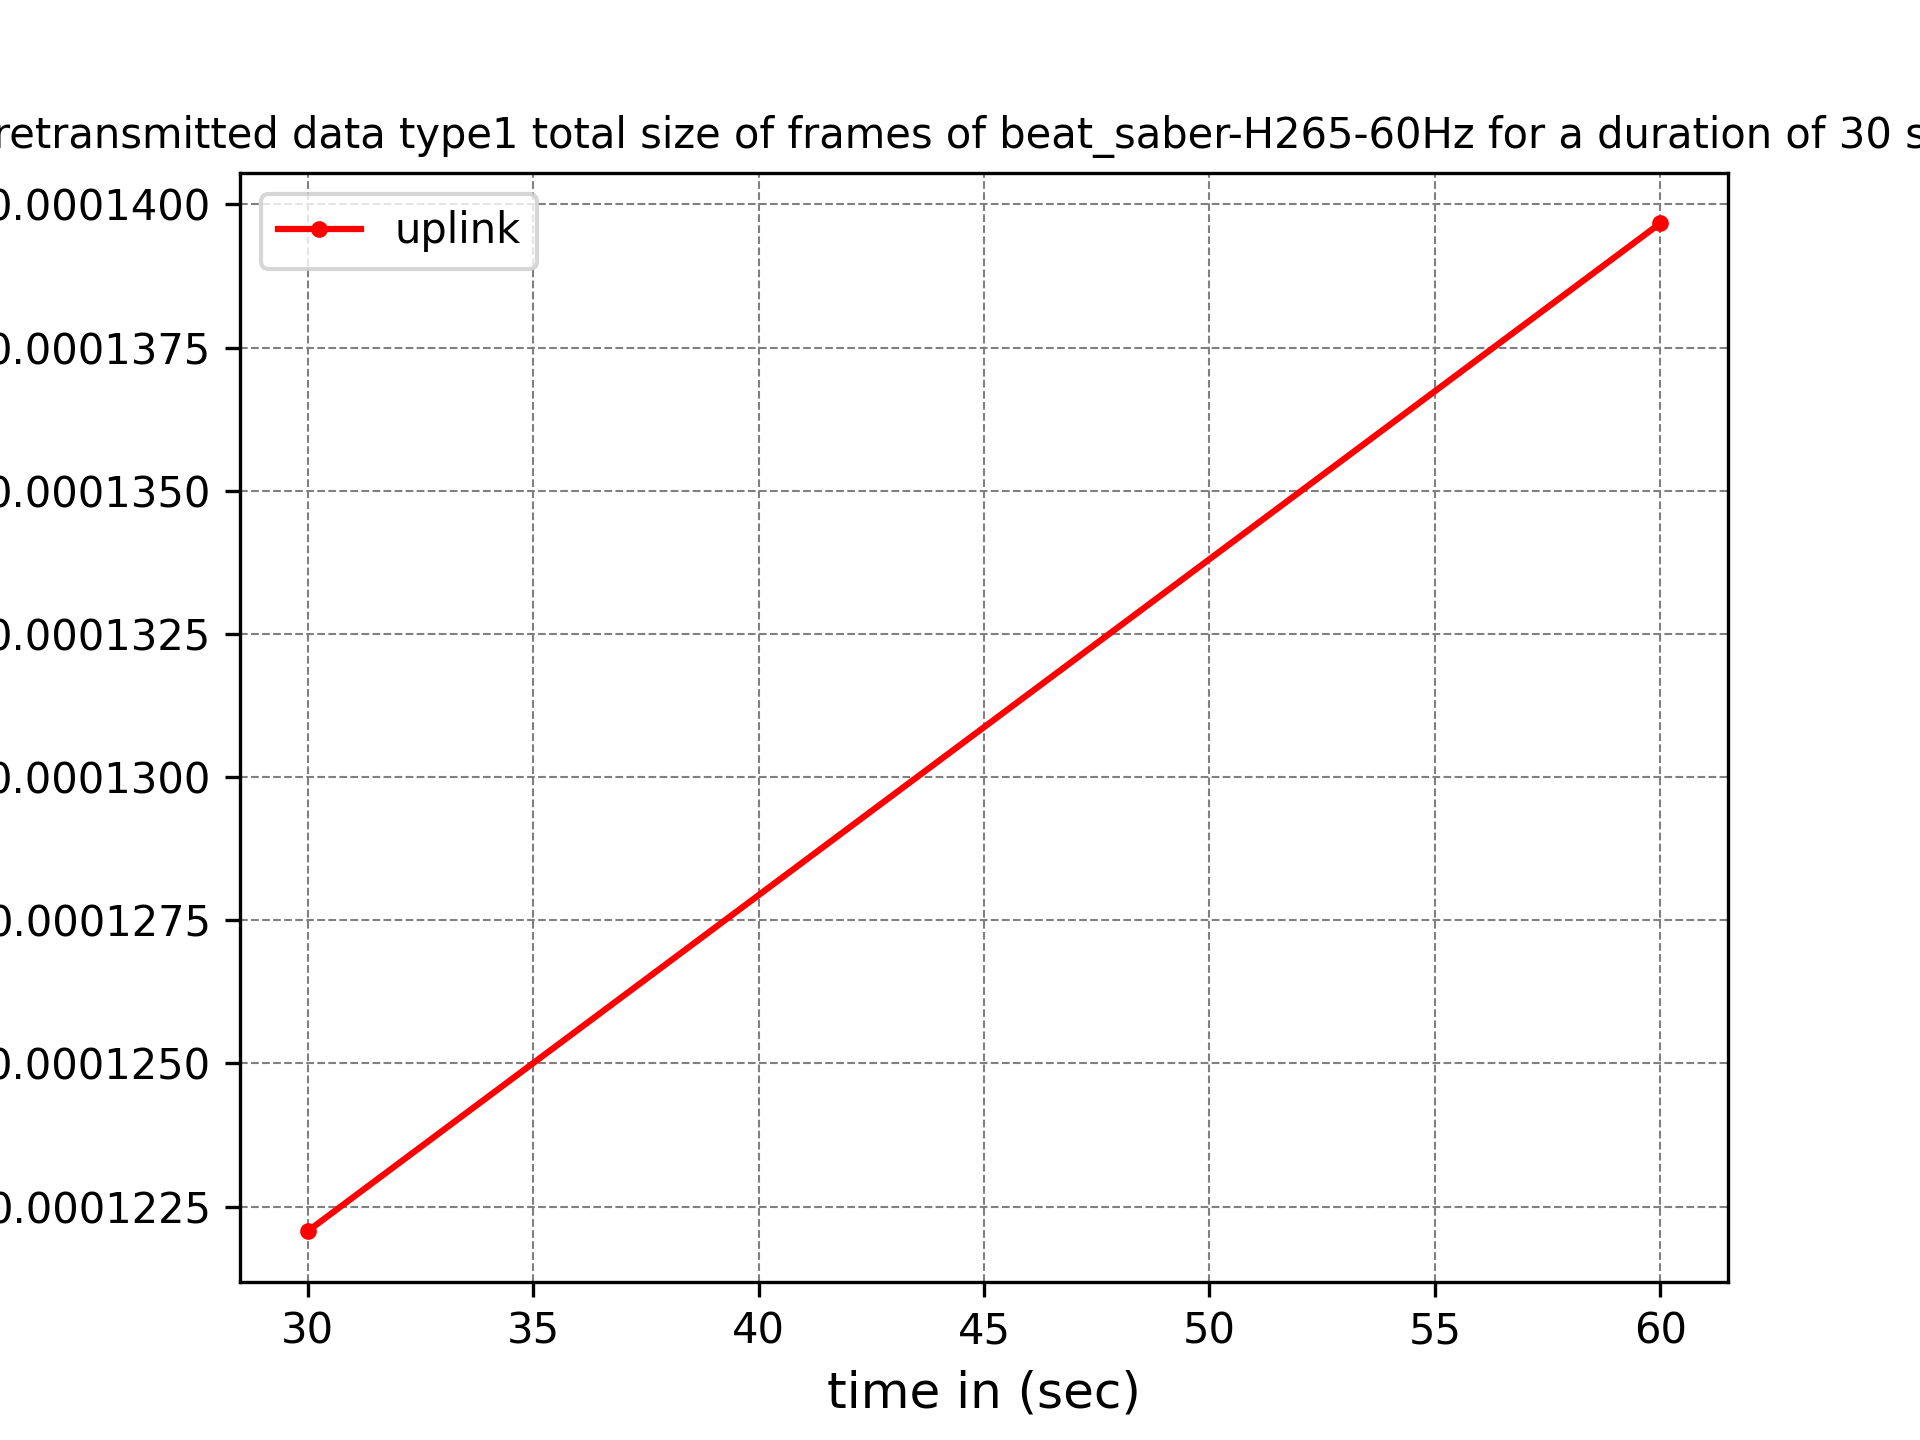 retransmitted data type1 total size of frames of beat_saber-H265-60Hz for a duration of 30 s
uplink
0.0001400
0.0001375
0.0001350
0.0001325
0.0001300
0.0001275
0.0001250
0.0001225
30 35 40 45 50 55 60
time in (sec)